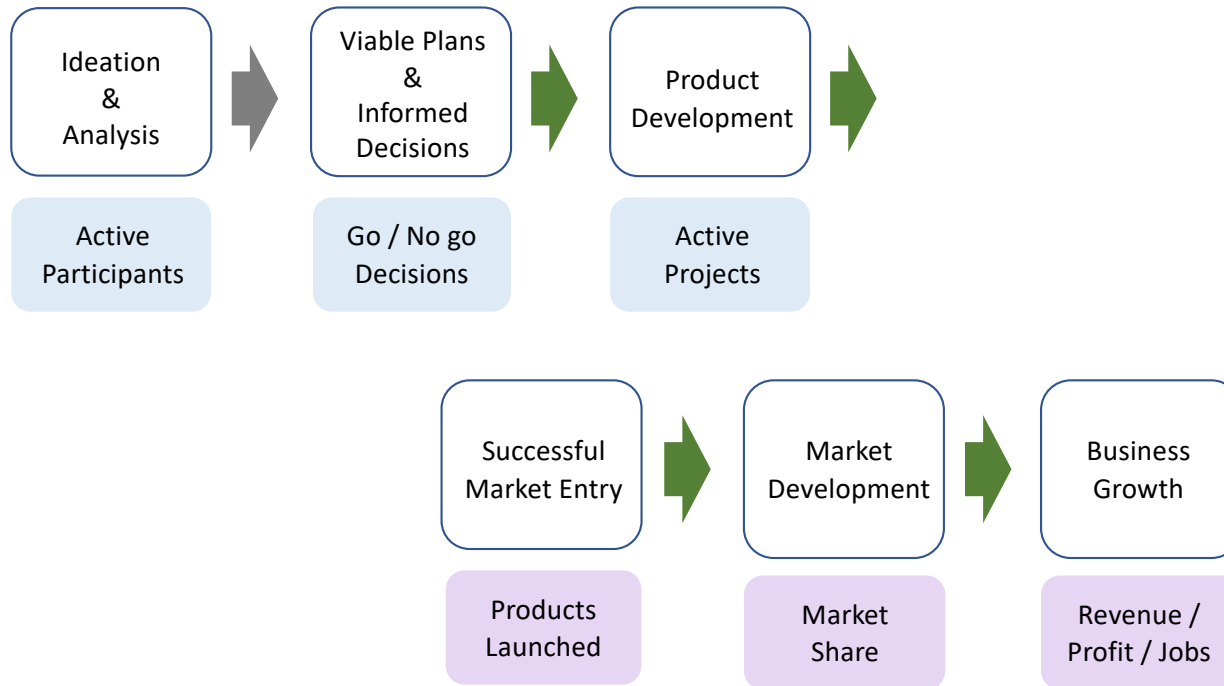 Ideation
&
Analysis
Viable Plans
&
Informed
Decisions
Product
Development
Active
Participants
Go / No go
Decisions
Active
Projects
Successful
Market Entry
Market
Development
Business
Growth
Products
Launched
Market
Share
Revenue /
Profit / Jobs